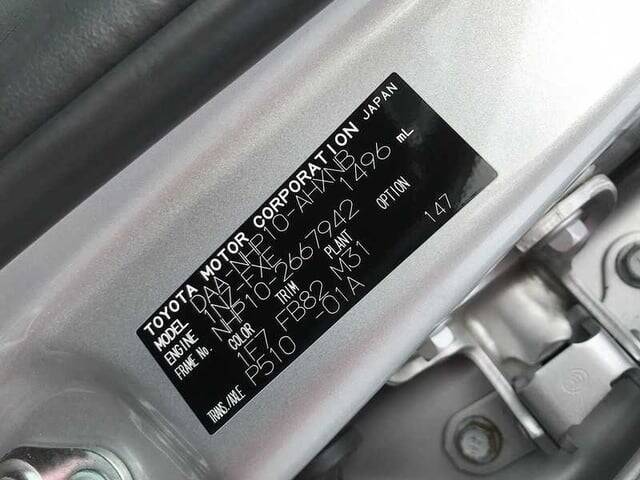 TOYOTA MOTOR CORPORATION JAPAN
MODEL DAA-NHP10-AHXNB
ENGINE 1NZ-FXE 1496 mL
FRAME No. NHP10-2667942
COLOR TRIM PLANT OPTION
1F7 FB82 M31 147
TRANS./AXLE P510 -01A